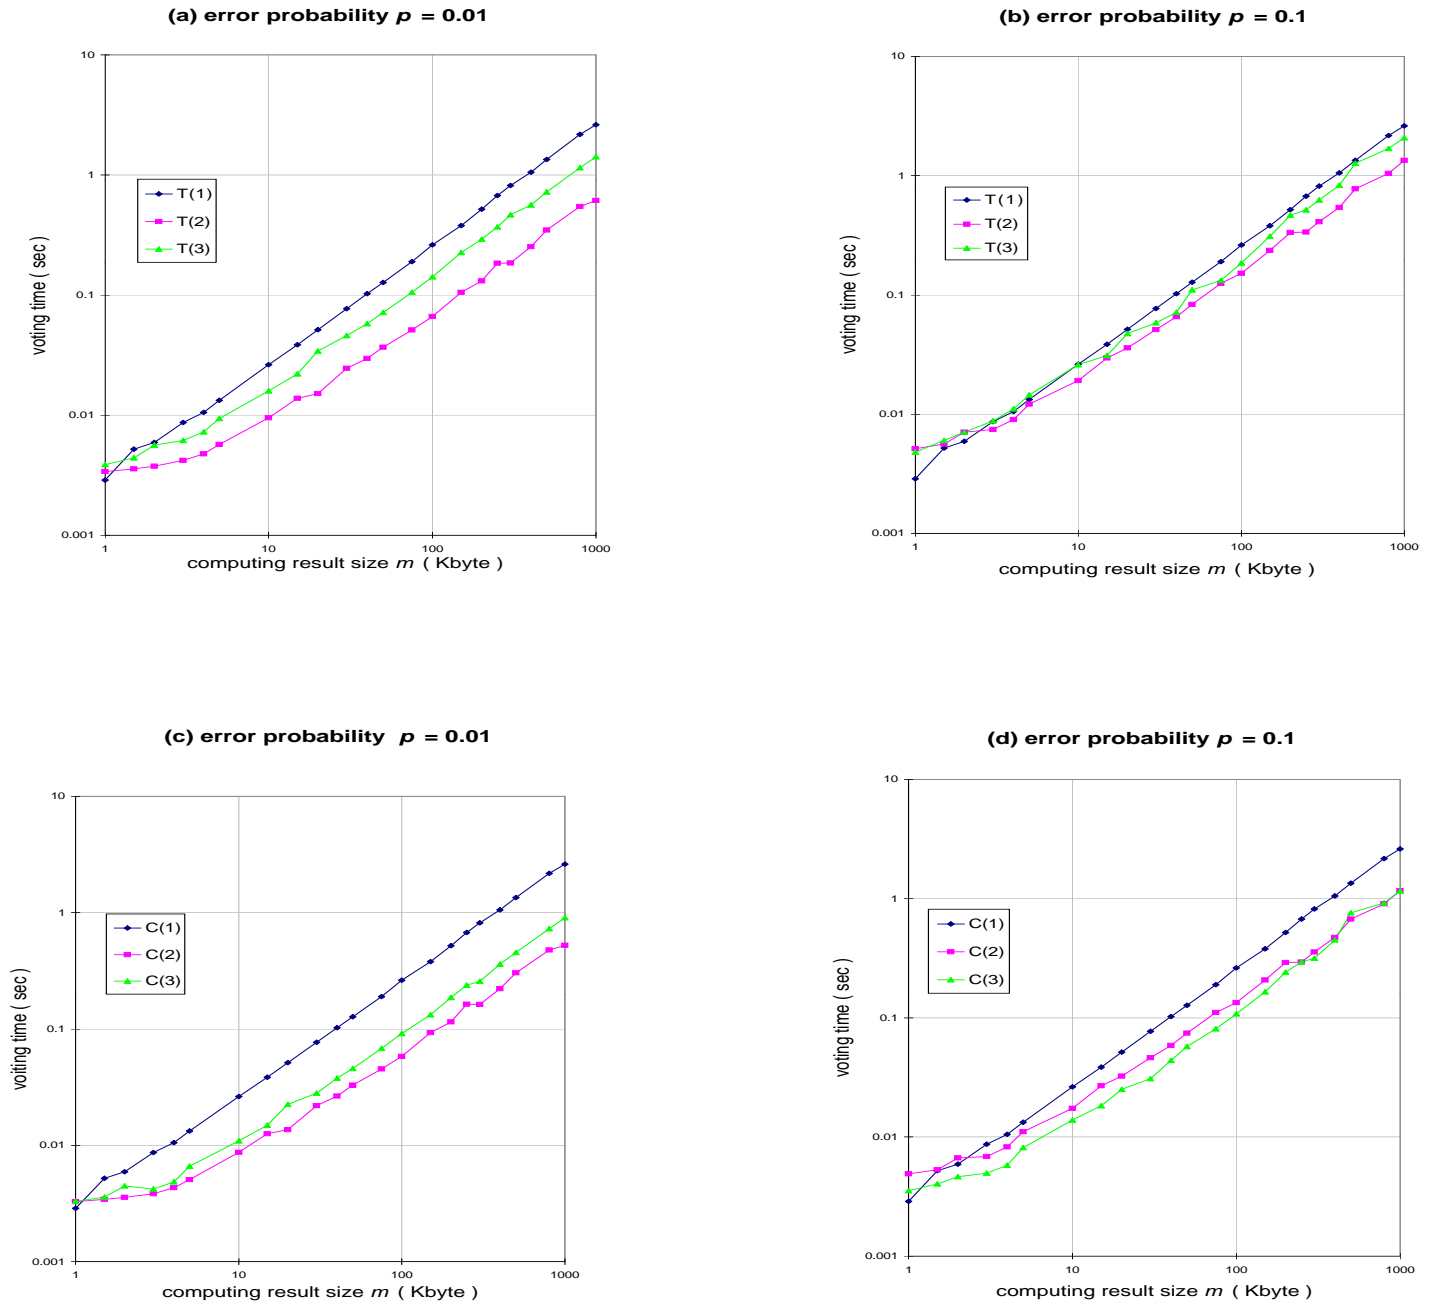 (a) error probability p = 0.01
10
1
0.1
0.01
0.001
voting time ( sec )
T(1)
T(2)
T(3)
1 10 100 1000
computing result size m ( Kbyte )
(b) error probability p = 0.1
10
1
0.1
0.01
0.001
voting time ( sec )
T(1)
T(2)
T(3)
1 10 100 1000
computing result size m ( Kbyte )
(c) error probability p = 0.01
10
1
0.1
0.01
0.001
voiting time ( sec )
C(1)
C(2)
C(3)
1 10 100 1000
computing result size m ( Kbyte )
(d) error probability p = 0.1
10
1
0.1
0.01
0.001
voting time ( sec )
C(1)
C(2)
C(3)
1 10 100 1000
computing result size m ( Kbyte )